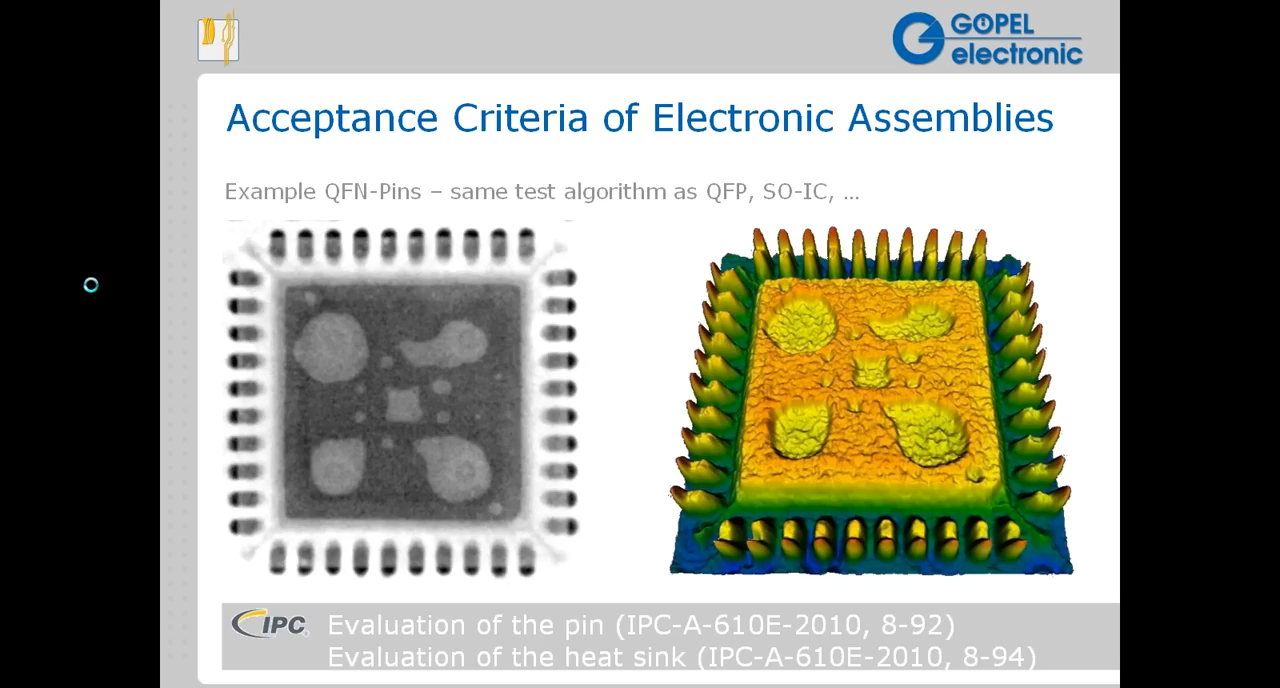 GÖPEL
electronic
Acceptance Criteria of Electronic Assemblies
Example QFN-Pins – same test algorithm as QFP, SO-IC, ...
IPC
Evaluation of the pin (IPC-A-610E-2010, 8-92)
Evaluation of the heat sink (IPC-A-610E-2010, 8-94)